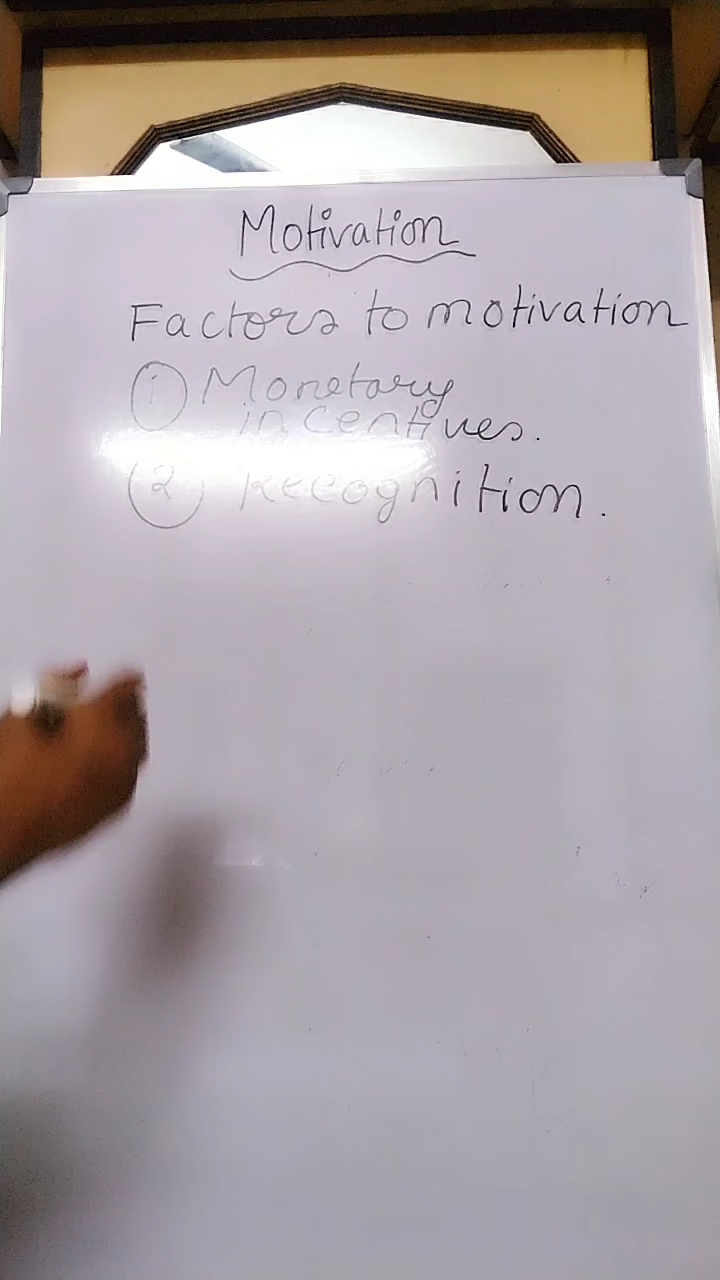 Motivation
Factors to motivation
① Monetary
incentives.
② Recognition.